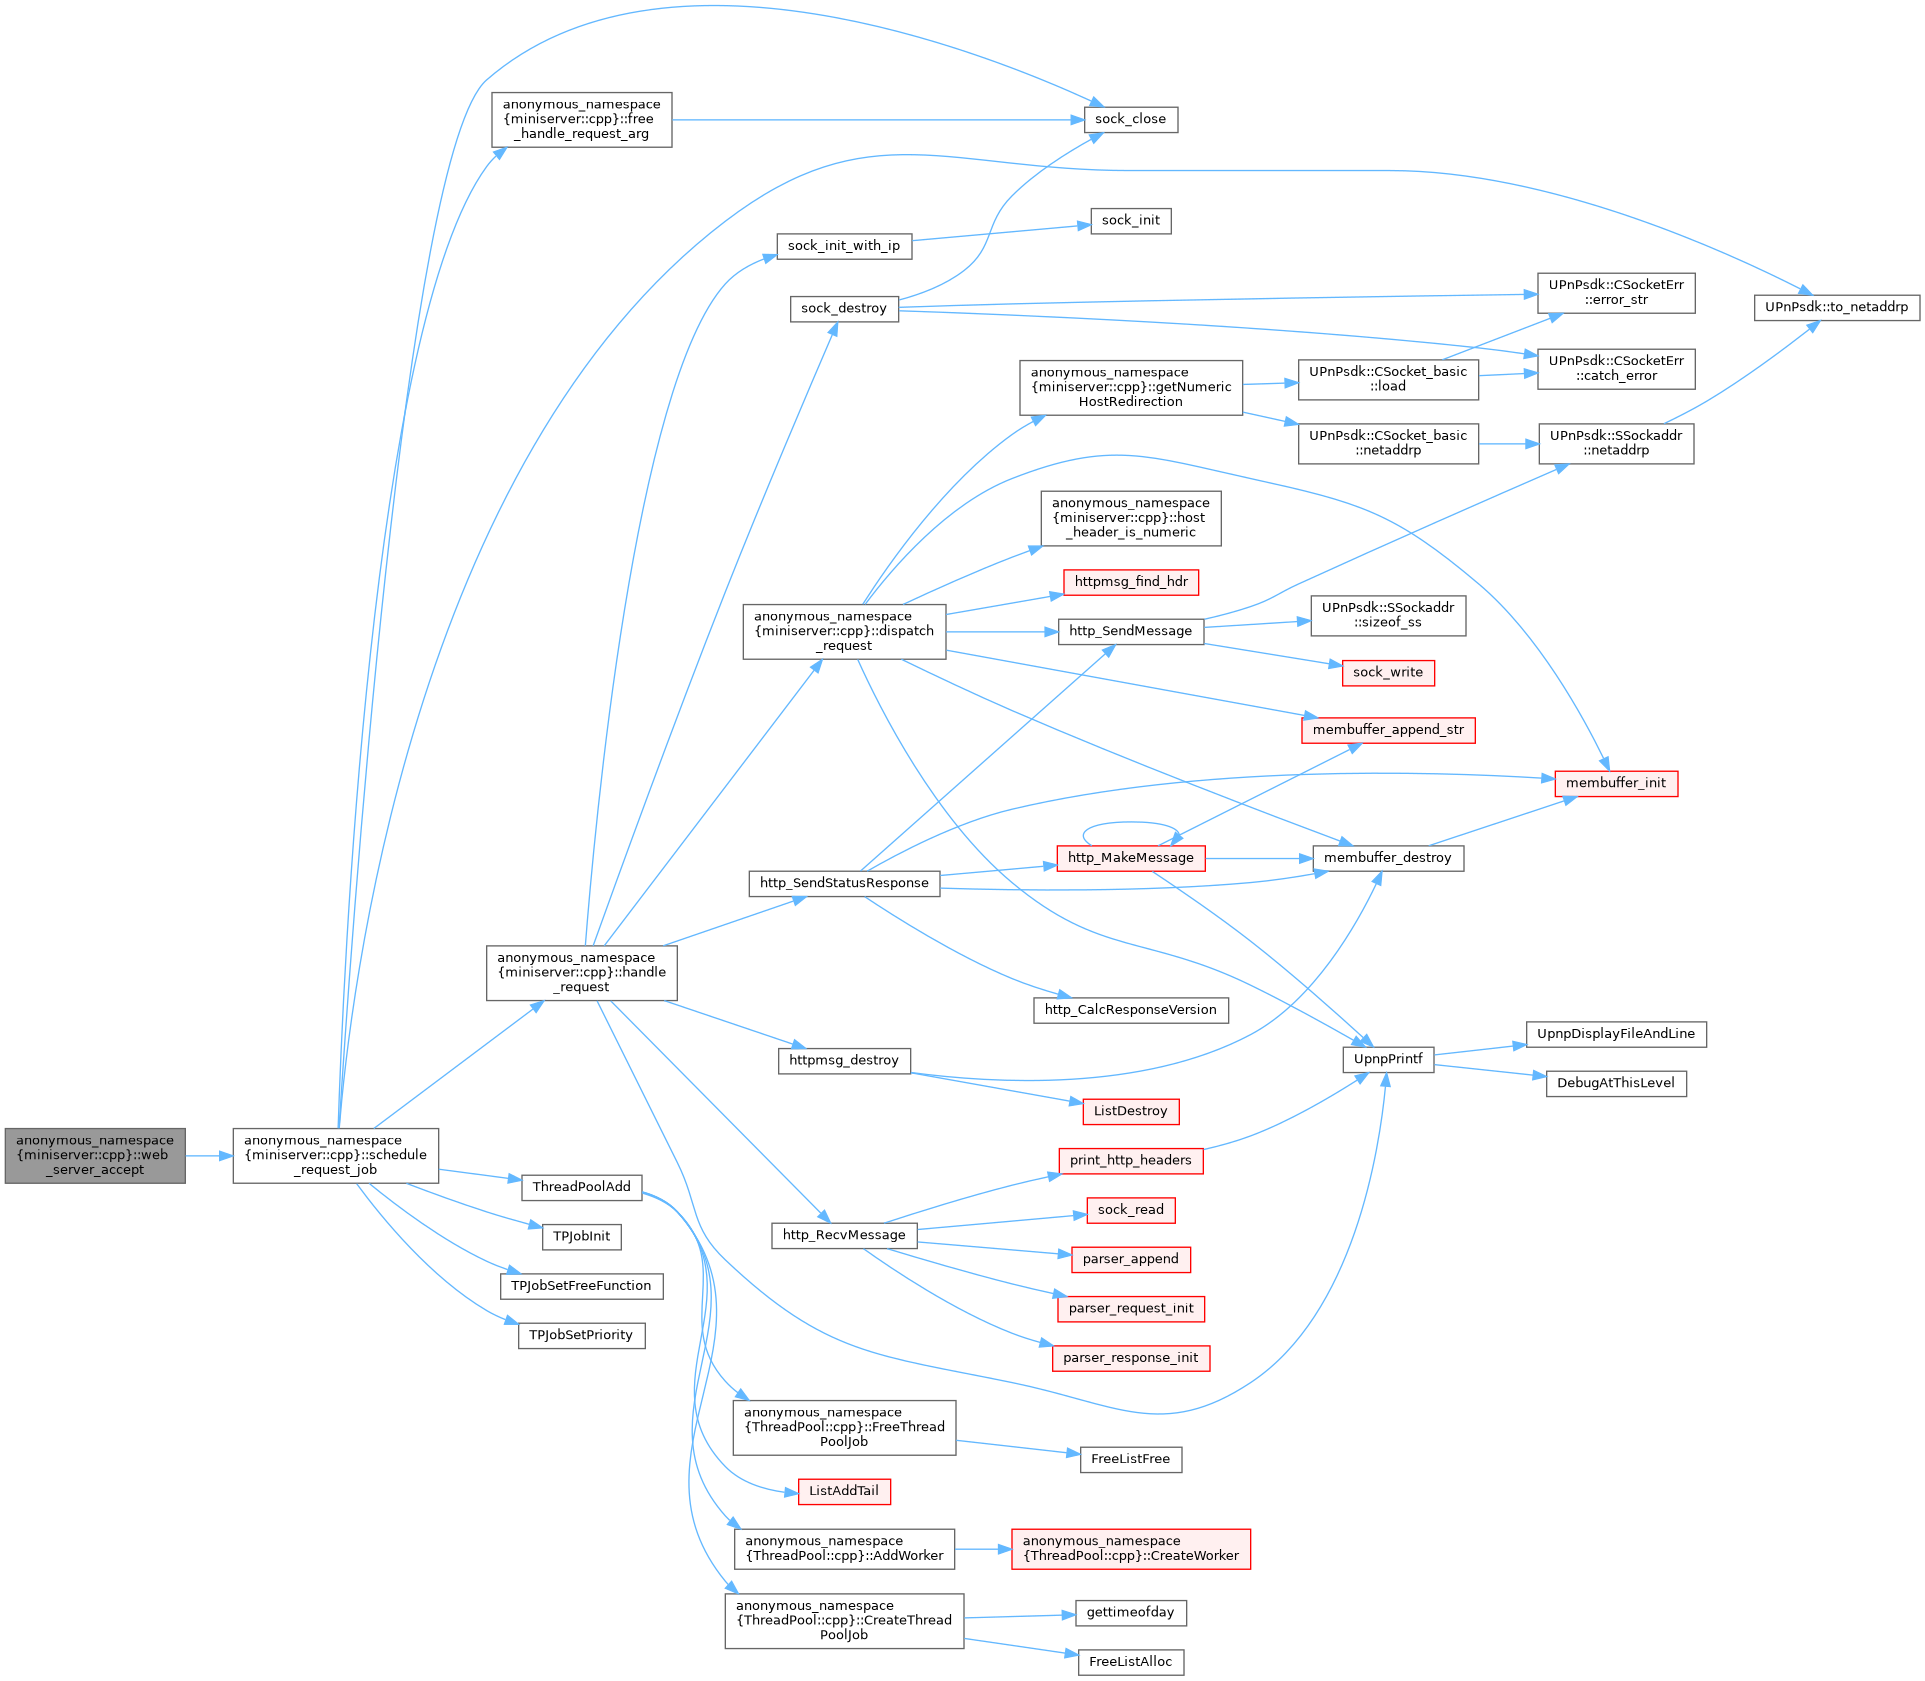 anonymous_namespace
{miniserver::cpp}::web
_server_accept
anonymous_namespace
{miniserver::cpp}::schedule
_request_job
anonymous_namespace
{miniserver::cpp}::free
_handle_request_arg
anonymous_namespace
{miniserver::cpp}::handle
_request
ThreadPoolAdd
TPJobInit
TPJobSetFreeFunction
TPJobSetPriority
sock_init_with_ip
sock_destroy
anonymous_namespace
{miniserver::cpp}::dispatch
_request
http_SendStatusResponse
httpmsg_destroy
http_RecvMessage
anonymous_namespace
{ThreadPool::cpp}::FreeThread
PoolJob
ListAddTail
anonymous_namespace
{ThreadPool::cpp}::AddWorker
anonymous_namespace
{ThreadPool::cpp}::CreateThread
PoolJob
sock_close
sock_init
anonymous_namespace
{miniserver::cpp}::getNumeric
HostRedirection
anonymous_namespace
{miniserver::cpp}::host
_header_is_numeric
httpmsg_find_hdr
http_SendMessage
http_MakeMessage
http_CalcResponseVersion
ListDestroy
print_http_headers
sock_read
parser_append
parser_request_init
parser_response_init
FreeListFree
anonymous_namespace
{ThreadPool::cpp}::CreateWorker
gettimeofday
FreeListAlloc
UPnPsdk::CSocket_basic
::load
UPnPsdk::CSocket_basic
::netaddrp
UPnPsdk::SSockaddr
::sizeof_ss
sock_write
membuffer_append_str
membuffer_destroy
UpnpPrintf
UPnPsdk::CSocketErr
::error_str
UPnPsdk::CSocketErr
::catch_error
UPnPsdk::SSockaddr
::netaddrp
membuffer_init
UpnpDisplayFileAndLine
DebugAtThisLevel
UPnPsdk::to_netaddrp